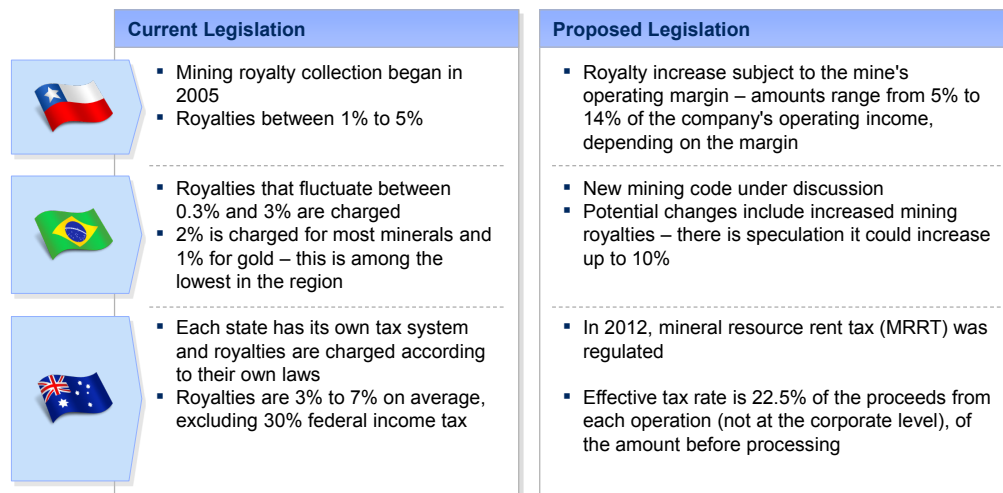 Current Legislation
Proposed Legislation
▪ Mining royalty collection began in
2005
▪ Royalties between 1% to 5%
▪ Royalty increase subject to the mine's
operating margin – amounts range from 5% to
14% of the company's operating income,
depending on the margin
▪ Royalties that fluctuate between
0.3% and 3% are charged
▪ 2% is charged for most minerals and
1% for gold – this is among the
lowest in the region
▪ New mining code under discussion
▪ Potential changes include increased mining
royalties – there is speculation it could increase
up to 10%
▪ Each state has its own tax system
and royalties are charged according
to their own laws
▪ Royalties are 3% to 7% on average,
excluding 30% federal income tax
▪ In 2012, mineral resource rent tax (MRRT) was
regulated
▪ Effective tax rate is 22.5% of the proceeds from
each operation (not at the corporate level), of
the amount before processing